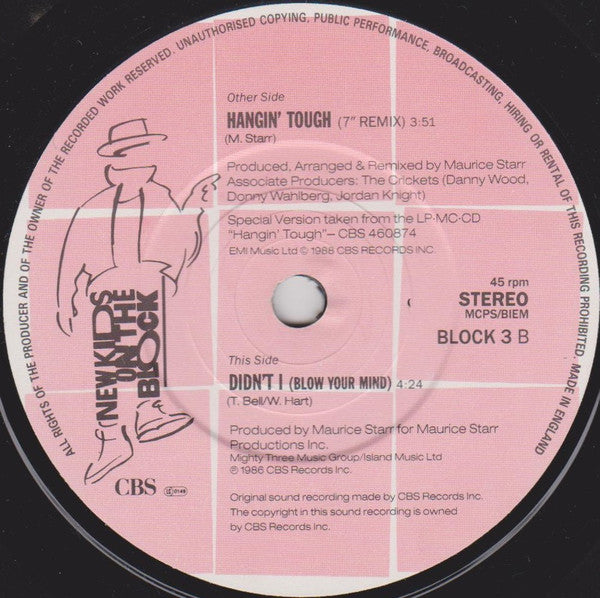 ALL RIGHTS OF THE PRODUCER AND OF THE OWNER OF THE RECORDED WORK RESERVED. UNAUTHORISED COPYING, PUBLIC PERFORMANCE, BROADCASTING, HIRING OR RENTAL OF THIS RECORDING PROHIBITED. MADE IN ENGLAND
Other Side
HANGIN' TOUGH (7" REMIX) 3:51
(M. Starr)
Produced, Arranged & Remixed by Maurice Starr
Associate Producers: The Crickets (Danny Wood,
Donny Wahlberg, Jordan Knight)
Special Version taken from the LP-MC-CD
"Hangin' Tough" – CBS 460874
EMI Music Ltd © 1988 CBS RECORDS INC.
45 rpm
STEREO
MCPS/BIEM
BLOCK 3 B
NEW KIDS
ON THE
BLOCK
This Side
DIDN'T I (BLOW YOUR MIND) 4:24
(T. Bell/W. Hart)
Produced by Maurice Starr for Maurice Starr
Productions Inc.
Mighty Three Music Group/Island Music Ltd
℗ 1986 CBS Records Inc.
CBS
LC 0149
Original sound recording made by CBS Records Inc.
The copyright in this sound recording is owned
by CBS Records Inc.